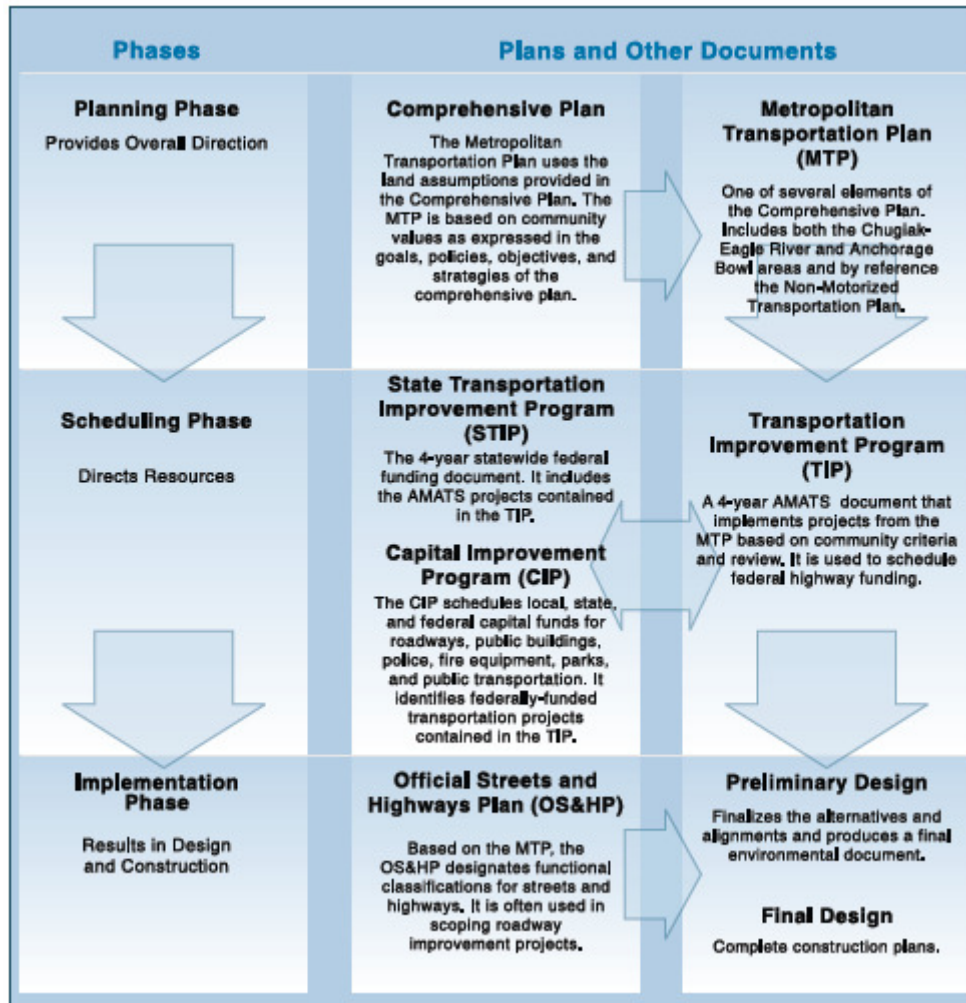 Phases
Plans and Other Documents
Planning Phase
Provides Overall Direction
Comprehensive Plan
The Metropolitan
Transportation Plan uses the
land assumptions provided in
the Comprehensive Plan. The
MTP is based on community
values as expressed in the
goals, policies, objectives, and
strategies of the
comprehensive plan.
Metropolitan
Transportation Plan
(MTP)
One of several elements of
the Comprehensive Plan.
Includes both the Chugiak-
Eagle River and Anchorage
Bowl areas and by reference
the Non-Motorized
Transportation Plan.
Scheduling Phase
Directs Resources
State Transportation
Improvement Program
(STIP)
The 4-year statewide federal
funding document. It includes
the AMATS projects contained
in the TIP.
Capital Improvement
Program (CIP)
The CIP schedules local, state,
and federal capital funds for
roadways, public buildings,
police, fire equipment, parks,
and public transportation. It
identifies federally-funded
transportation projects
contained in the TIP.
Transportation
Improvement Program
(TIP)
A 4-year AMATS document that
implements projects from the
MTP based on community criteria
and review. It is used to schedule
federal highway funding.
Implementation
Phase
Results in Design
and Construction
Official Streets and
Highways Plan (OS&HP)
Based on the MTP, the
OS&HP designates functional
classifications for streets and
highways. It is often used in
scoping roadway
improvement projects.
Preliminary Design
Finalizes the alternatives and
alignments and produces a final
environmental document.
Final Design
Complete construction plans.